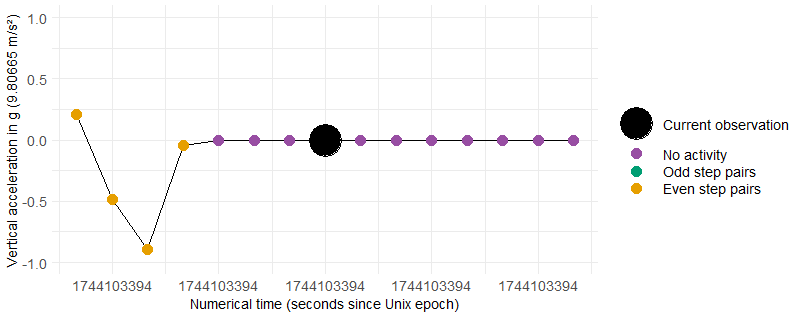 Vertical acceleration in g (9.80665 m/s²)
1.0
0.5
0.0
-0.5
-1.0
1744103394 1744103394 1744103394 1744103394 1744103394
Numerical time (seconds since Unix epoch)
Current observation
No activity
Odd step pairs
Even step pairs